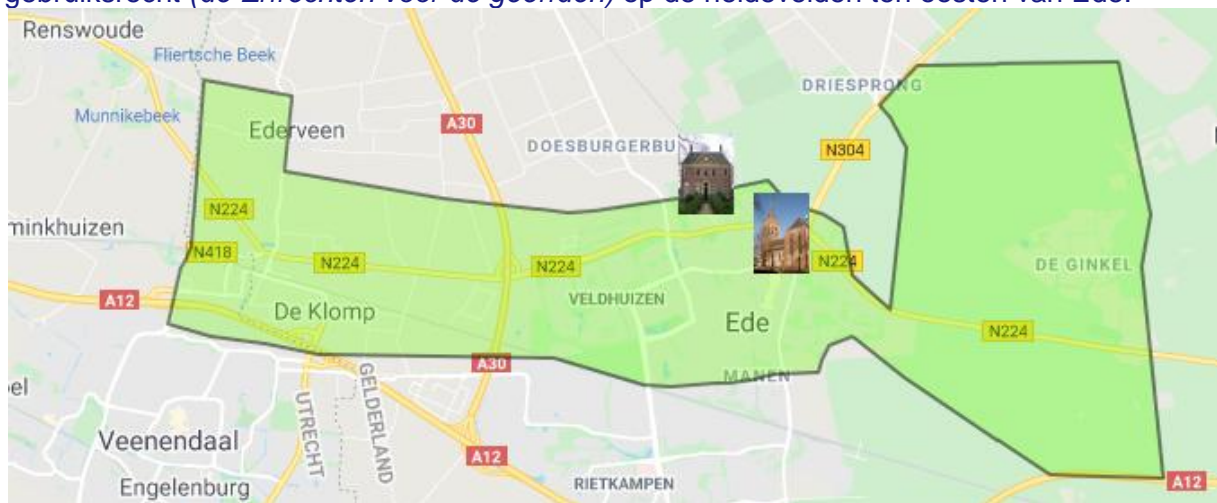 gebruiksrecht (de Enrechten voor de geërfden) op de heidevelden ten oosten van Ede.
Renswoude
Fliertsche Beek
DRIESPRONG
Munnikebeek
Ederveen
A30
DOESBURGERBU
N304
N224
minkhuizen
N418
N224
N224
N224
DE GINKEL
A12
De Klomp
VELDHUIZEN
Ede
N224
A30
MANEN
GELDERLAND
UTRECHT
Veenendaal
A12
Engelenburg
RIETKAMPEN
A12